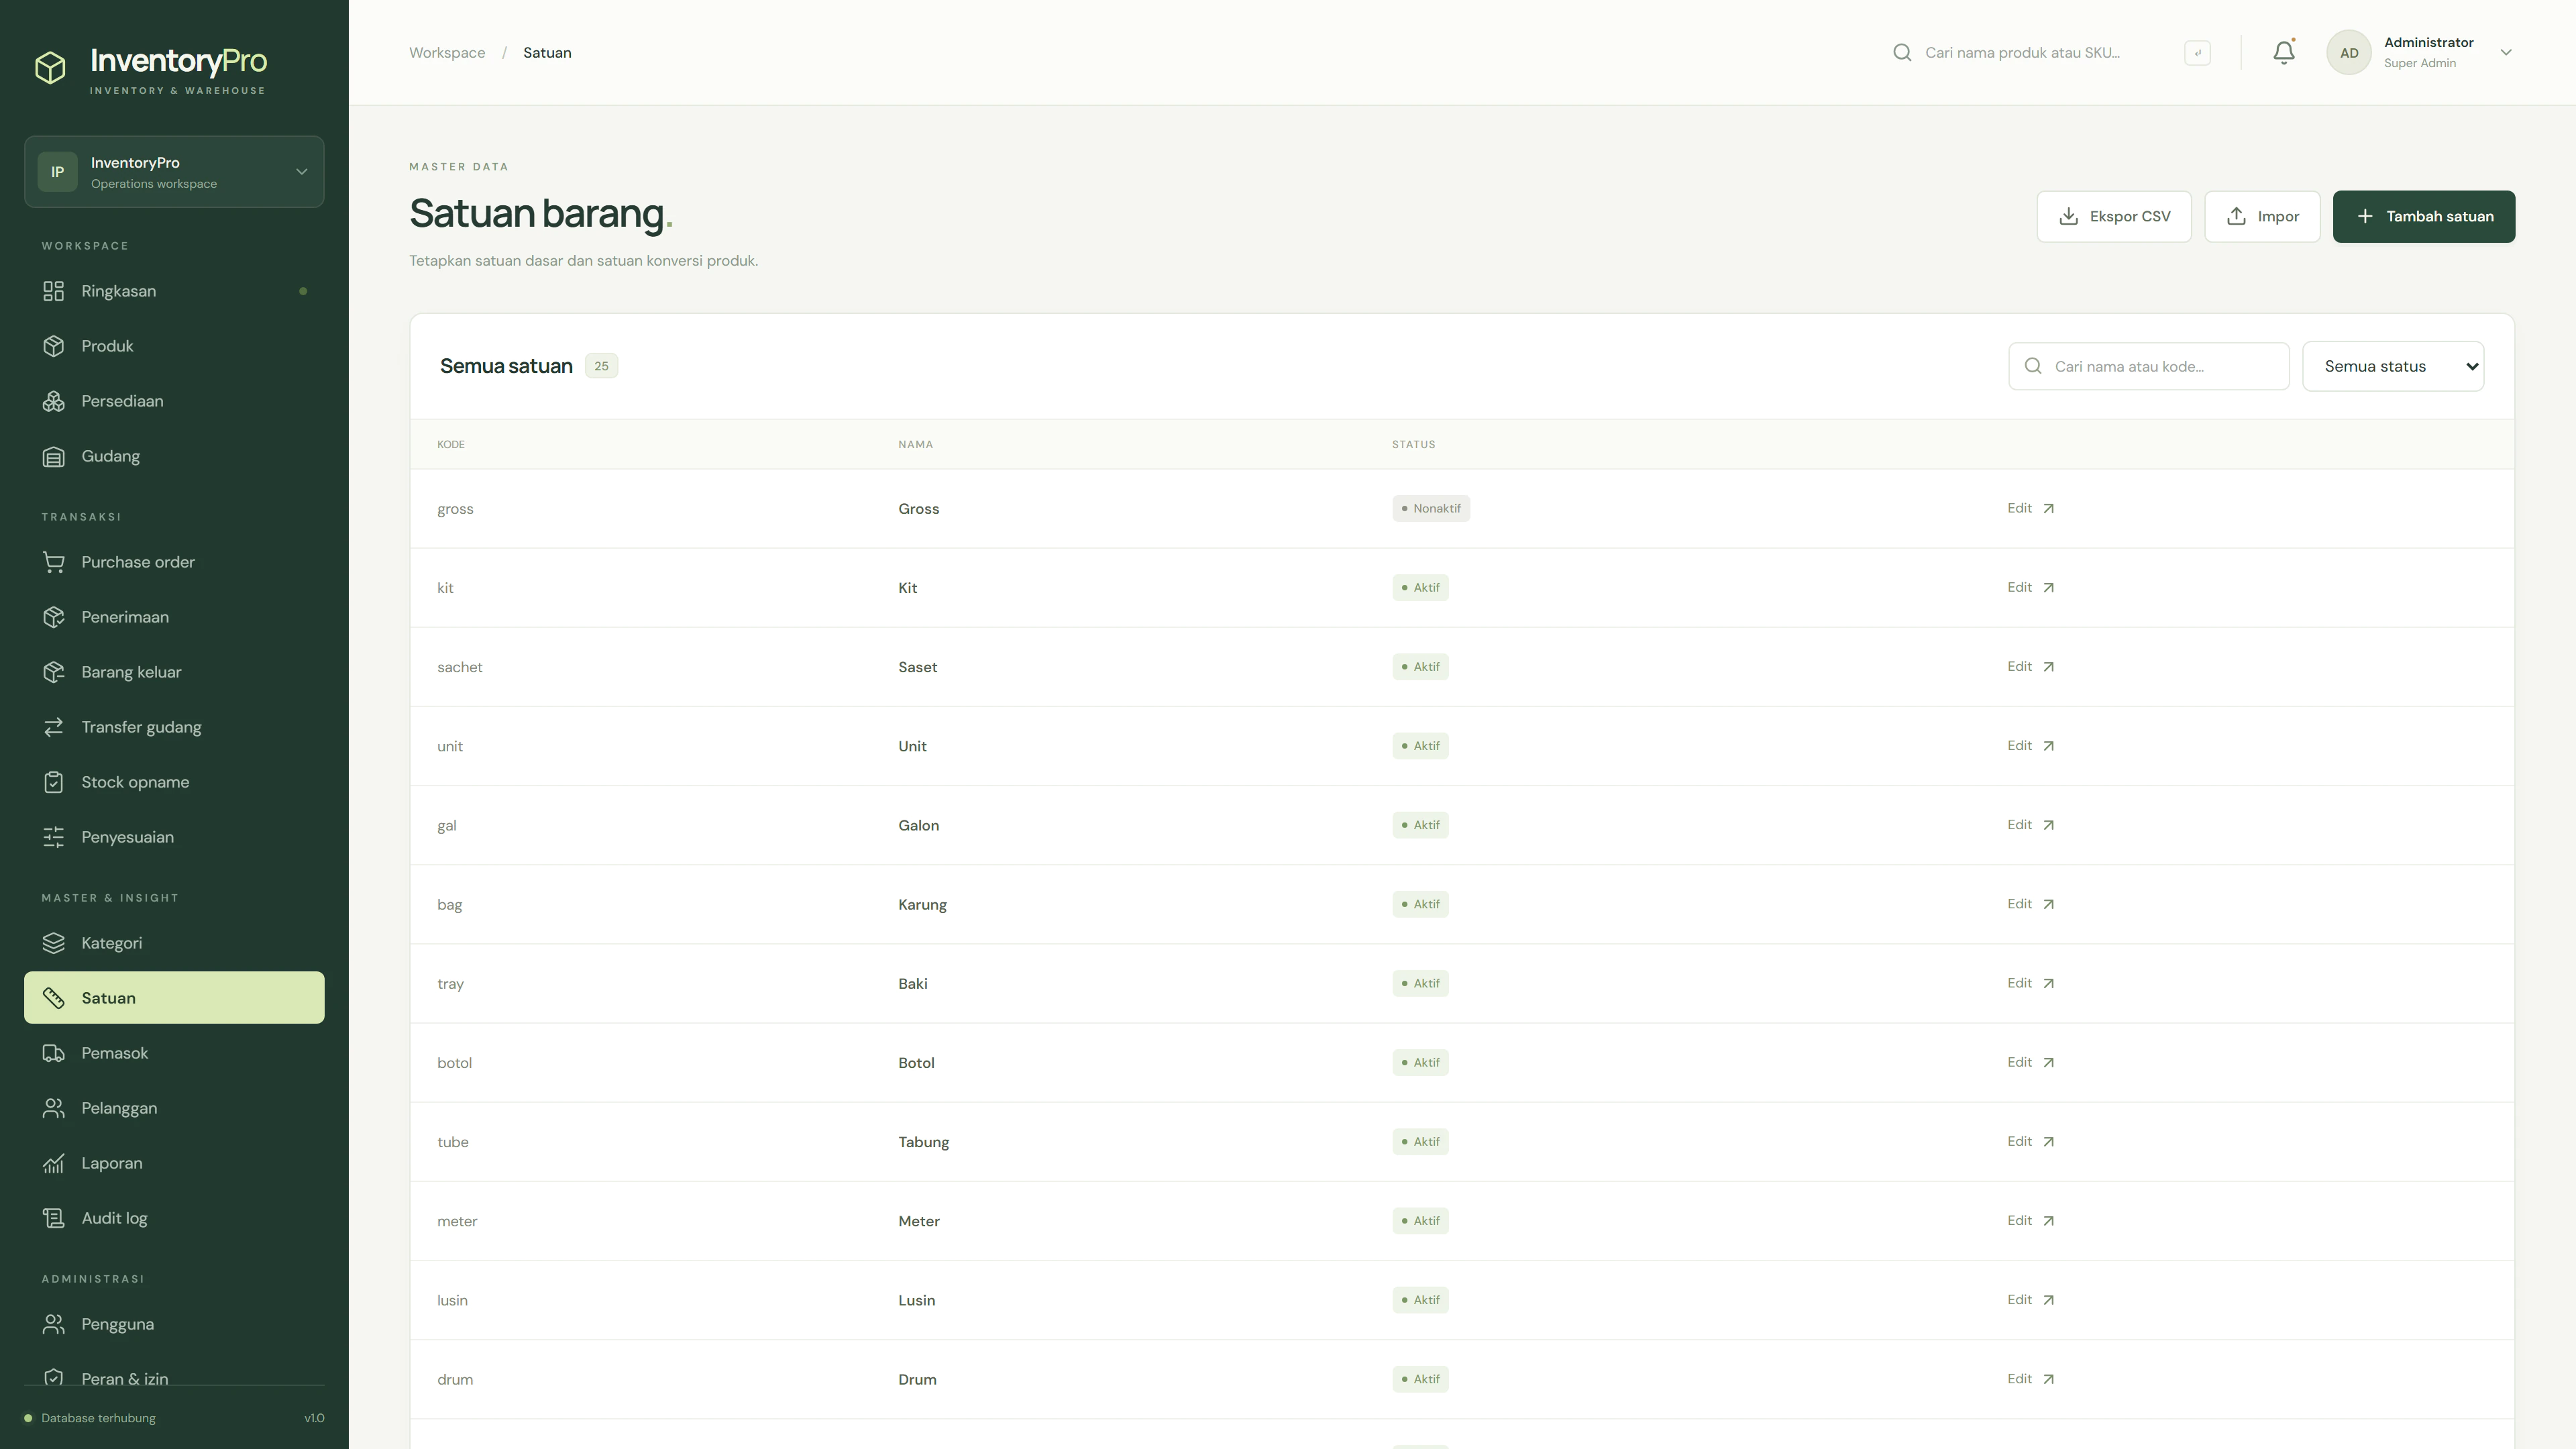 InventoryPro
INVENTORY & WAREHOUSE
IP
InventoryPro
Operations workspace
WORKSPACE
Ringkasan
Produk
Persediaan
Gudang
TRANSAKSI
Purchase order
Penerimaan
Barang keluar
Transfer gudang
Stock opname
Penyesuaian
MASTER & INSIGHT
Kategori
Satuan
Pemasok
Pelanggan
Laporan
Audit log
ADMINISTRASI
Pengguna
Peran & izin
Database terhubung v1.0
Workspace / Satuan
Cari nama produk atau SKU...
AD
Administrator
Super Admin
MASTER DATA
Satuan barang.
Tetapkan satuan dasar dan satuan konversi produk.
Ekspor CSV
Impor
Tambah satuan
Semua satuan 25
Cari nama atau kode...
Semua status
KODE NAMA STATUS
gross Gross Nonaktif Edit
kit Kit Aktif Edit
sachet Saset Aktif Edit
unit Unit Aktif Edit
gal Galon Aktif Edit
bag Karung Aktif Edit
tray Baki Aktif Edit
botol Botol Aktif Edit
tube Tabung Aktif Edit
meter Meter Aktif Edit
lusin Lusin Aktif Edit
drum Drum Aktif Edit